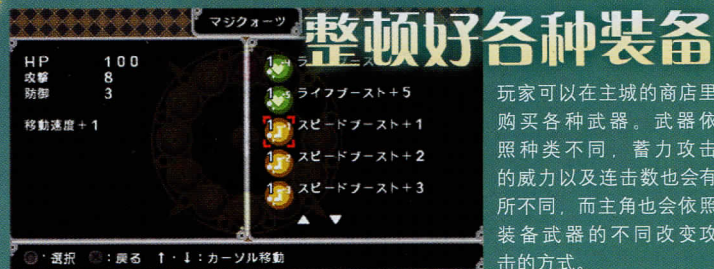 マジクォーツ
整顿好各种装备
HP 100
攻撃 8
防御 3
移動速度+1
1 ライフブースト+5
1 スピードブースト+1
1 スピードブースト+2
1 スピードブースト+3
:選択 :戻る ↑・↓:カーソル移動
玩家可以在主城的商店里
购买各种武器。武器依
照种类不同，蓄力攻击
的威力以及连击数也会有
所不同，而主角也会依照
装备武器的不同改变攻
击的方式。